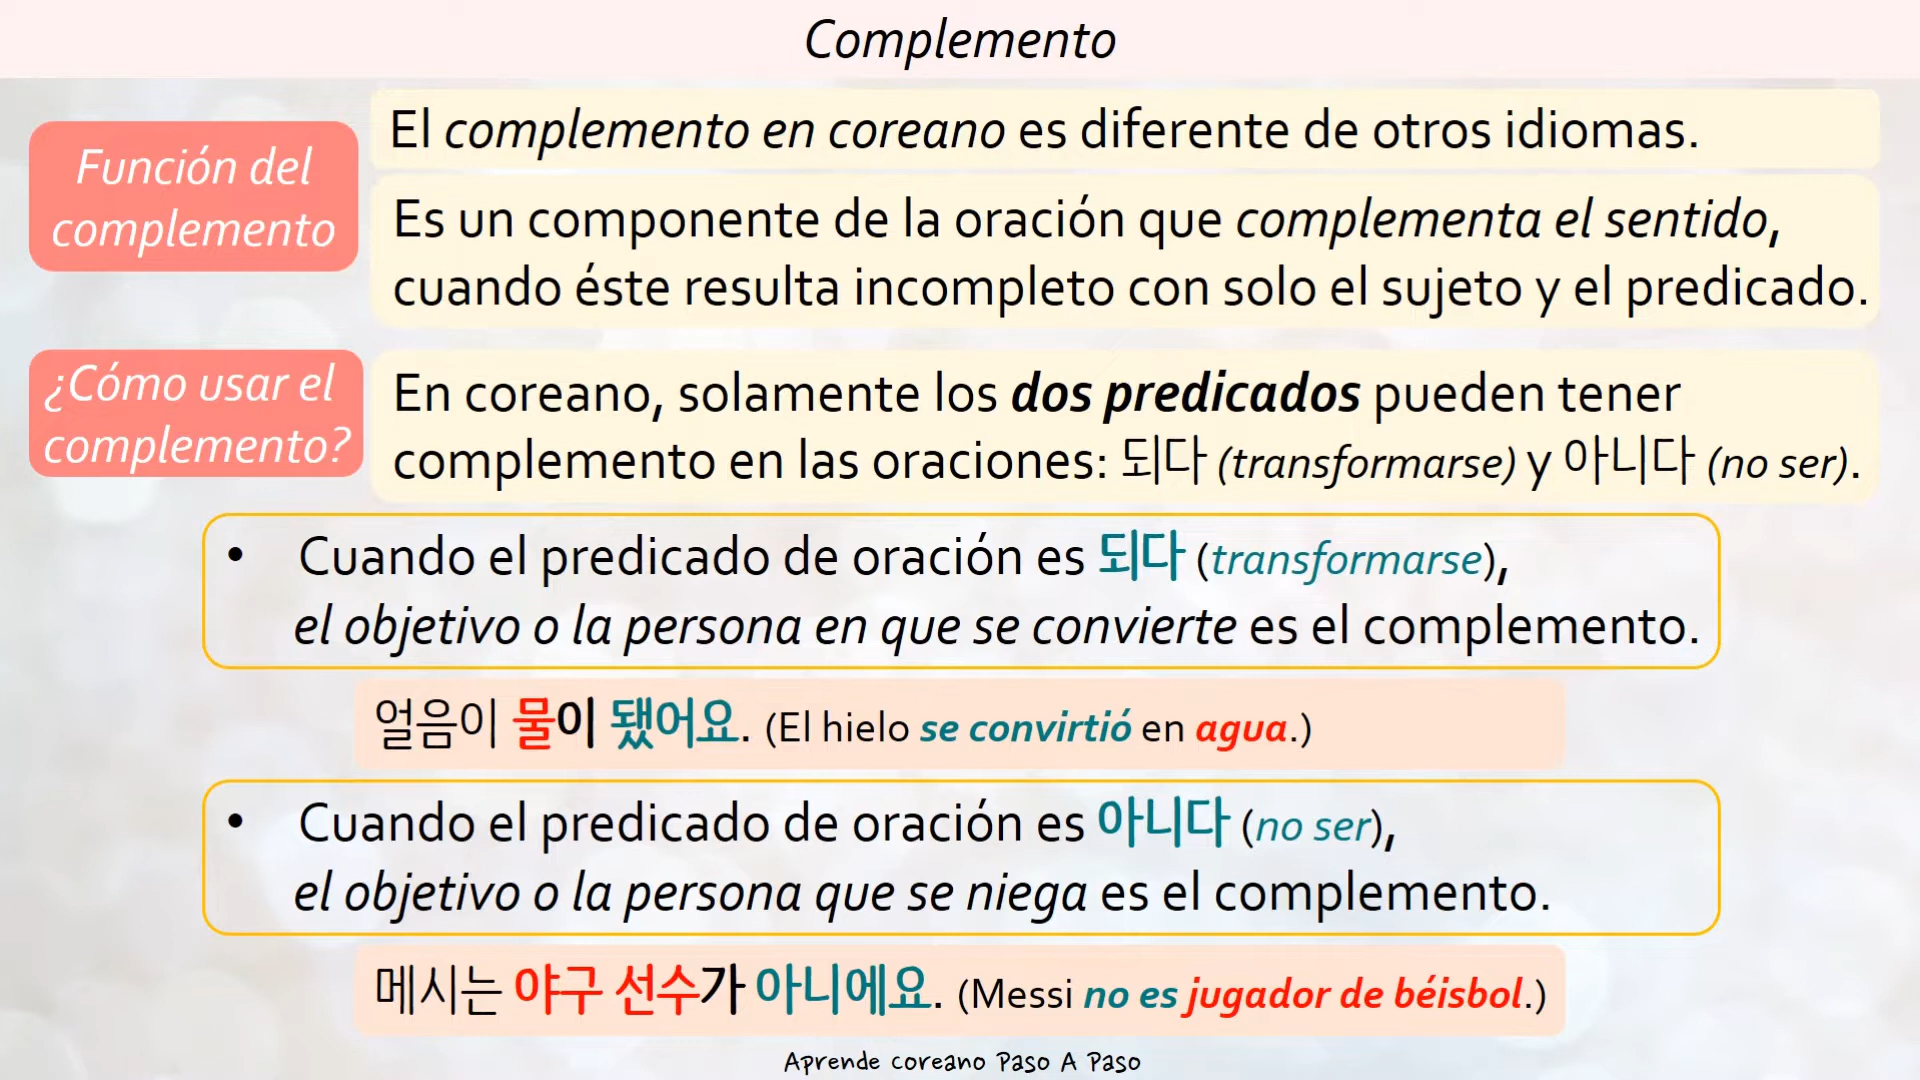 Complemento
Función del
complemento
El complemento en coreano es diferente de otros idiomas.
Es un componente de la oración que complementa el sentido,
cuando éste resulta incompleto con solo el sujeto y el predicado.
¿Cómo usar el
complemento?
En coreano, solamente los dos predicados pueden tener
complemento en las oraciones: 되다 (transformarse) y 아니다 (no ser).
• Cuando el predicado de oración es 되다 (transformarse),
el objetivo o la persona en que se convierte es el complemento.
얼음이 물이 됐어요. (El hielo se convirtió en agua.)
• Cuando el predicado de oración es 아니다 (no ser),
el objetivo o la persona que se niega es el complemento.
메시는 야구 선수가 아니에요. (Messi no es jugador de béisbol.)
Aprende coreano Paso A Paso